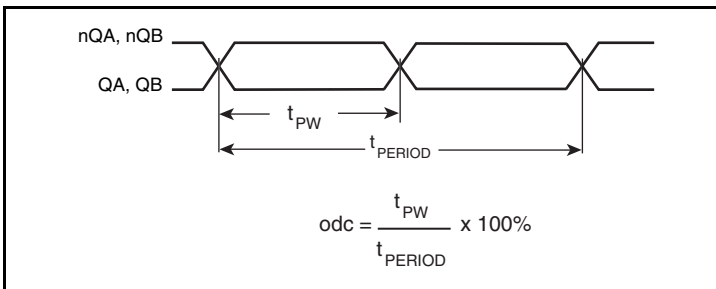 nQA, nQB
QA, QB
tPW
tPERIOD
odc = tPW / tPERIOD x 100%